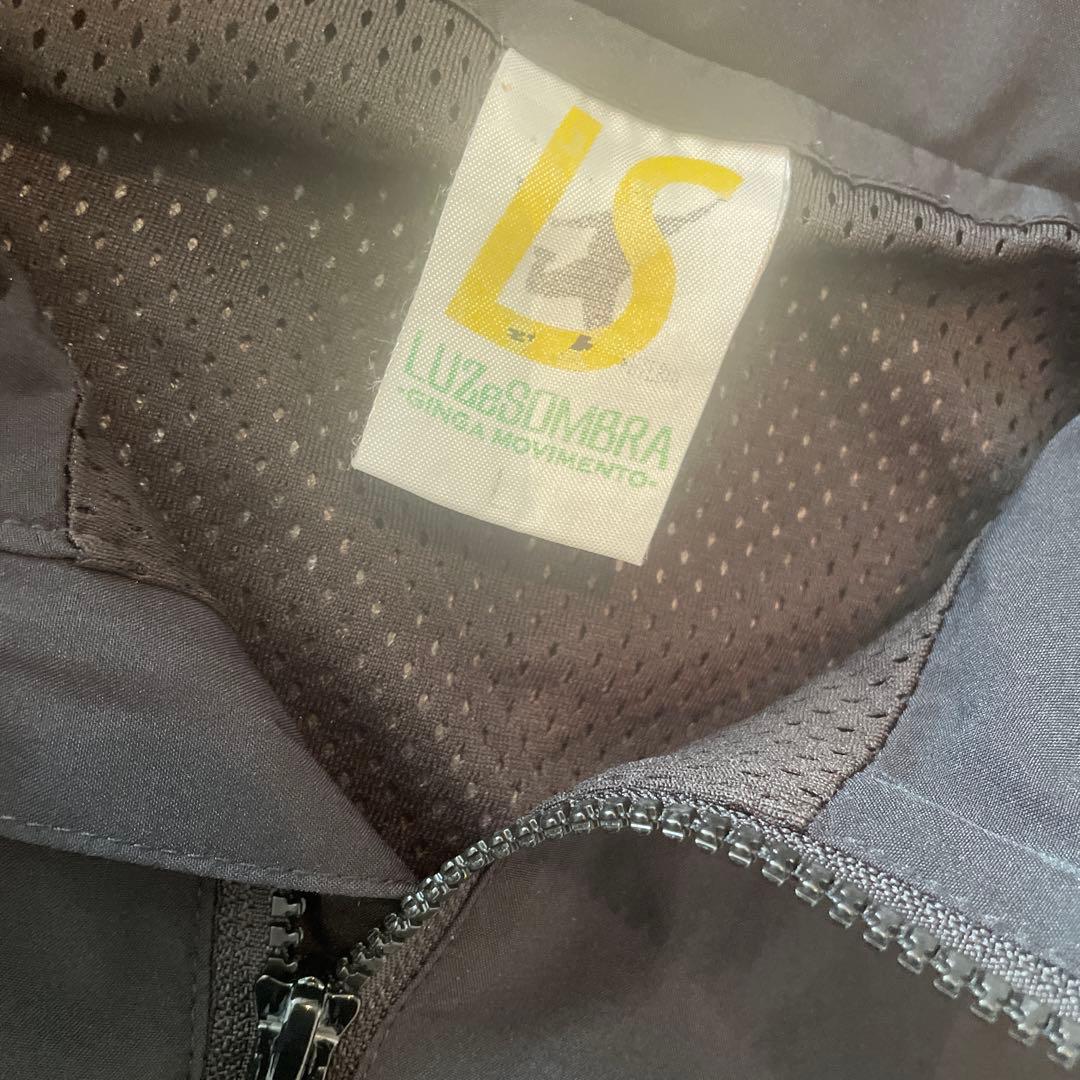 LS
LUZeSOMBRA
-GINGA MOVIMENTO-